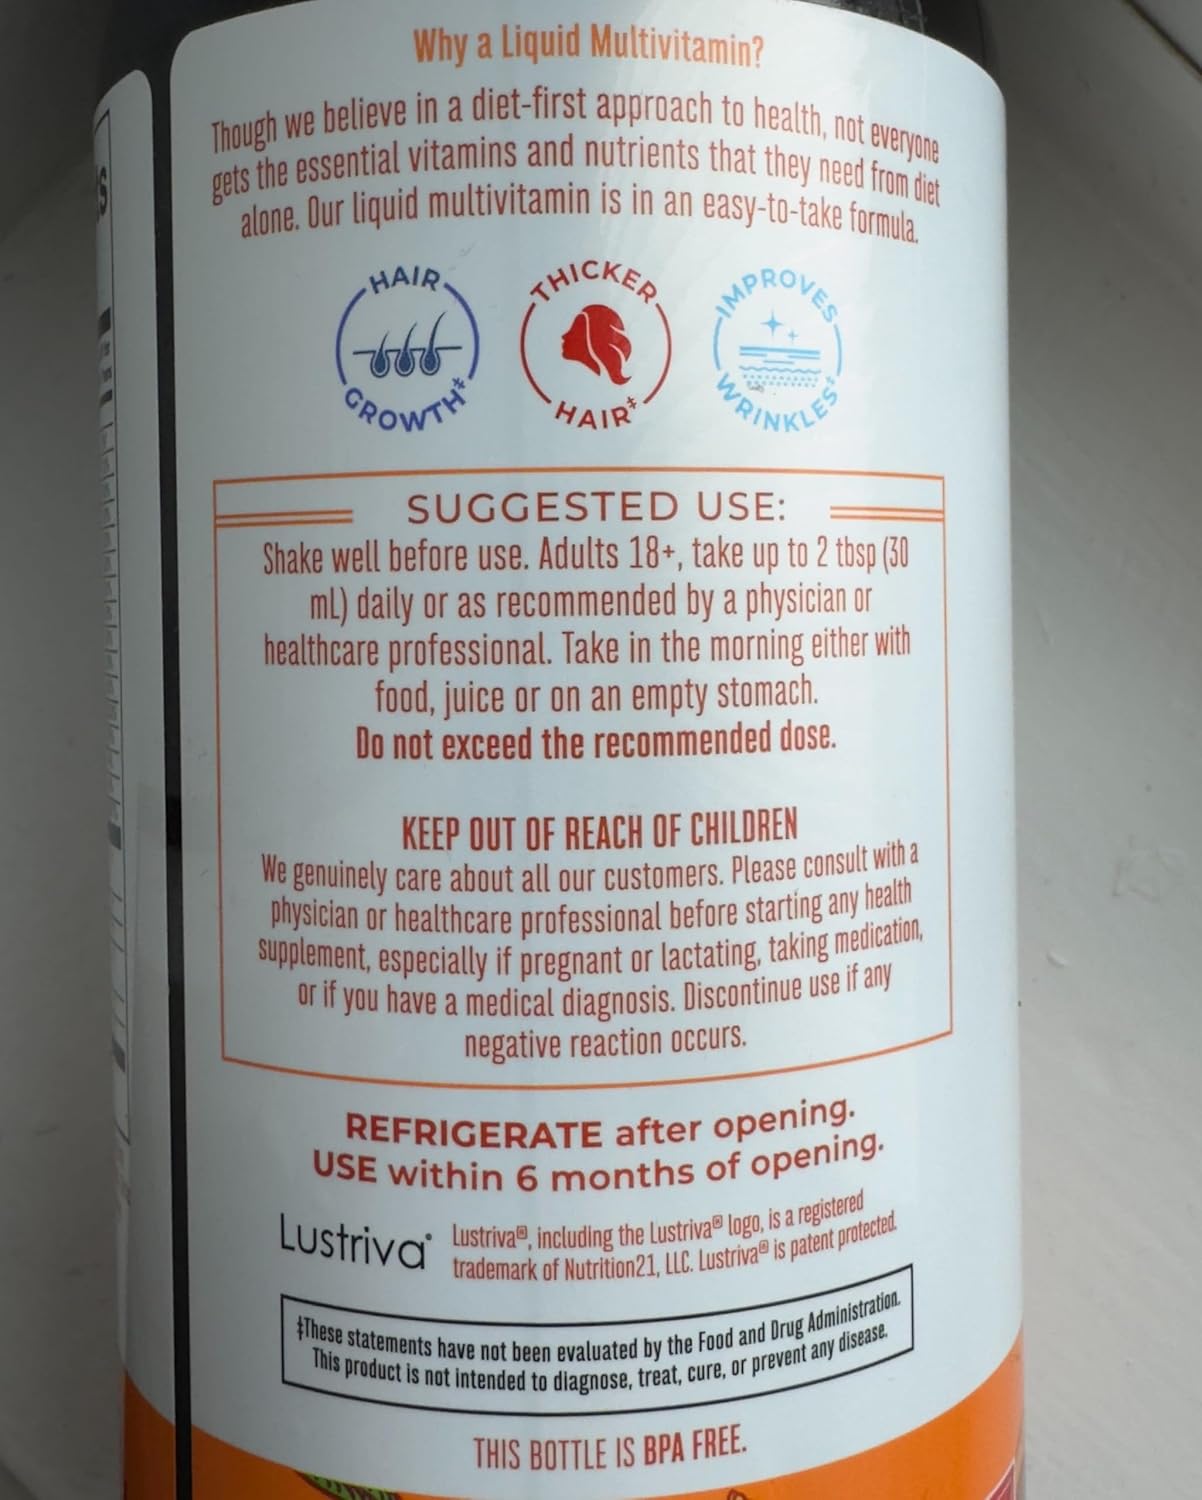 Why a Liquid Multivitamin?
Though we believe in a diet-first approach to health, not everyone
gets the essential vitamins and nutrients that they need from diet
alone. Our liquid multivitamin is in an easy-to-take formula.
HAIR
GROWTH‡
THICKER
HAIR‡
IMPROVES
WRINKLES‡
SUGGESTED USE:
Shake well before use. Adults 18+, take up to 2 tbsp (30
mL) daily or as recommended by a physician or
healthcare professional. Take in the morning either with
food, juice or on an empty stomach.
Do not exceed the recommended dose.
KEEP OUT OF REACH OF CHILDREN
We genuinely care about all our customers. Please consult with a
physician or healthcare professional before starting any health
supplement, especially if pregnant or lactating, taking medication,
or if you have a medical diagnosis. Discontinue use if any
negative reaction occurs.
REFRIGERATE after opening.
USE within 6 months of opening.
Lustriva®
Lustriva®, including the Lustriva® logo, is a registered
trademark of Nutrition21, LLC. Lustriva® is patent protected.
‡These statements have not been evaluated by the Food and Drug Administration.
This product is not intended to diagnose, treat, cure, or prevent any disease.
THIS BOTTLE IS BPA FREE.